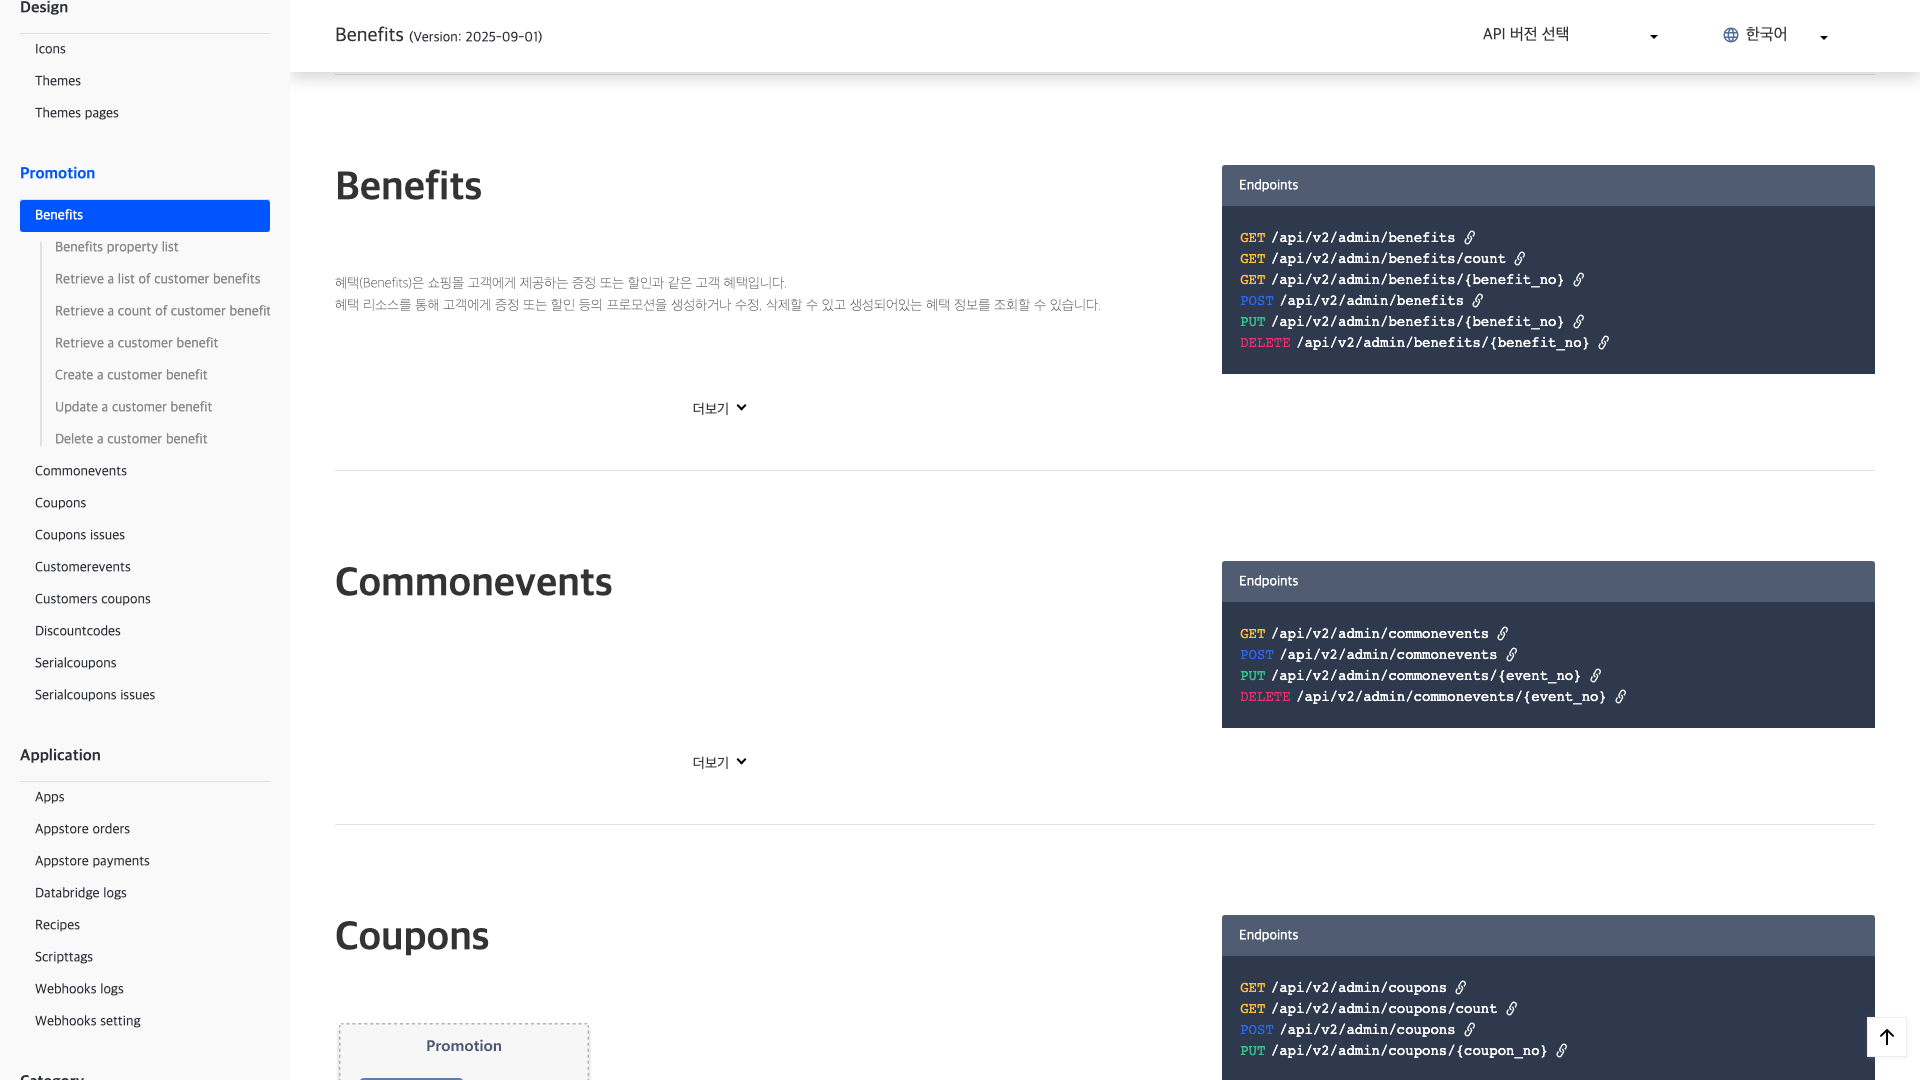 Design
Icons
Themes
Themes pages
Promotion
Benefits
Benefits property list
Retrieve a list of customer benefits
Retrieve a count of customer benefit
Retrieve a customer benefit
Create a customer benefit
Update a customer benefit
Delete a customer benefit
Commonevents
Coupons
Coupons issues
Customerevents
Customers coupons
Discountcodes
Serialcoupons
Serialcoupons issues
Application
Apps
Appstore orders
Appstore payments
Databridge logs
Recipes
Scripttags
Webhooks logs
Webhooks setting
Category
Benefits (Version: 2025-09-01)
API 버전 선택
한국어
Benefits
혜택(Benefits)은 쇼핑몰 고객에게 제공하는 증정 또는 할인과 같은 고객 혜택입니다.
혜택 리소스를 통해 고객에게 증정 또는 할인 등의 프로모션을 생성하거나 수정, 삭제할 수 있고 생성되어있는 혜택 정보를 조회할 수 있습니다.
더보기
Endpoints
GET /api/v2/admin/benefits
GET /api/v2/admin/benefits/count
GET /api/v2/admin/benefits/{benefit_no}
POST /api/v2/admin/benefits
PUT /api/v2/admin/benefits/{benefit_no}
DELETE /api/v2/admin/benefits/{benefit_no}
Commonevents
더보기
Endpoints
GET /api/v2/admin/commonevents
POST /api/v2/admin/commonevents
PUT /api/v2/admin/commonevents/{event_no}
DELETE /api/v2/admin/commonevents/{event_no}
Coupons
Promotion
Endpoints
GET /api/v2/admin/coupons
GET /api/v2/admin/coupons/count
POST /api/v2/admin/coupons
PUT /api/v2/admin/coupons/{coupon_no}